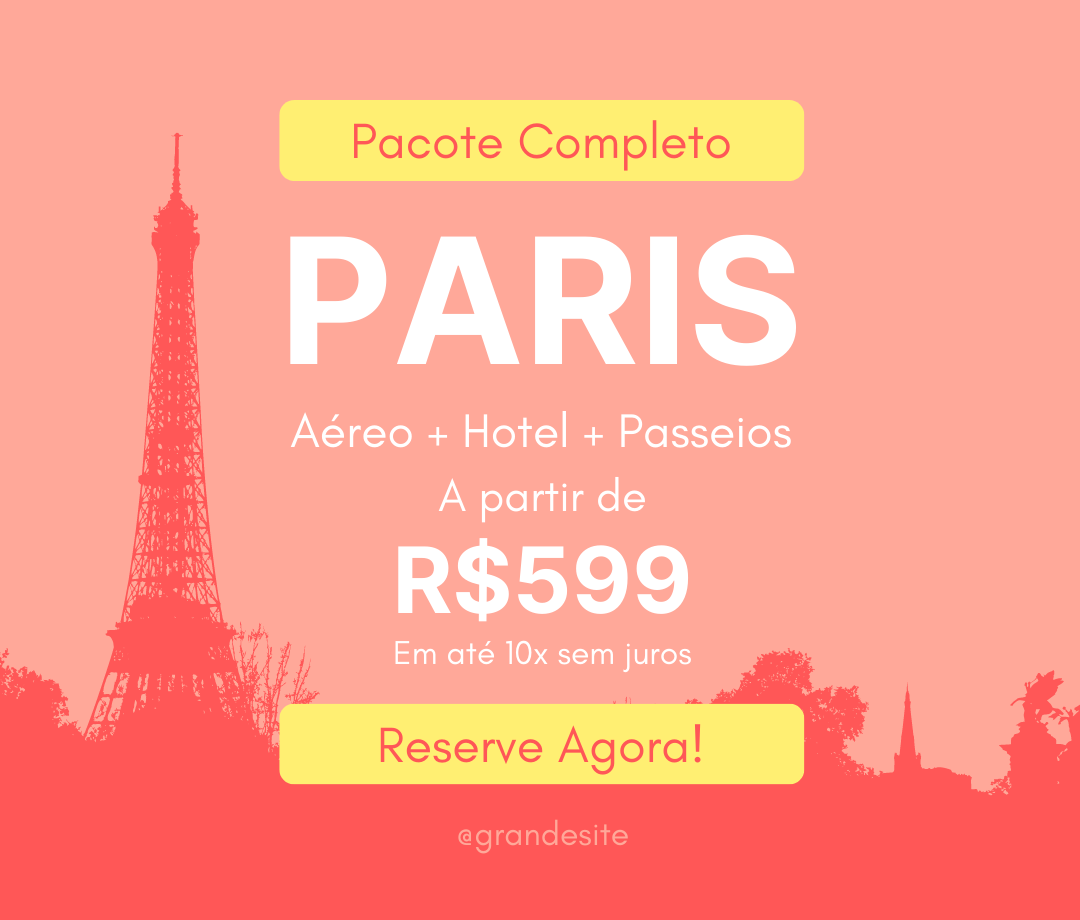 Pacote Completo
PARIS
Aéreo + Hotel + Passeios
A partir de
R$599
Em até 10x sem juros
Reserve Agora!
@grandesite